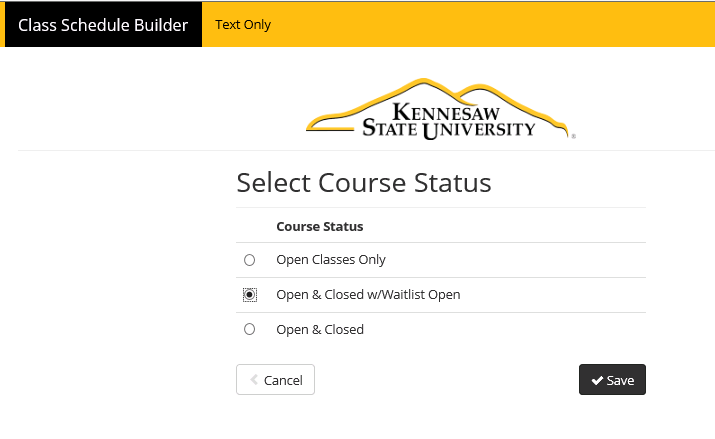 Class Schedule Builder Text Only
KENNESAW
STATE UNIVERSITY
Select Course Status
Course Status
Open Classes Only
Open & Closed w/Waitlist Open
Open & Closed
Cancel Save